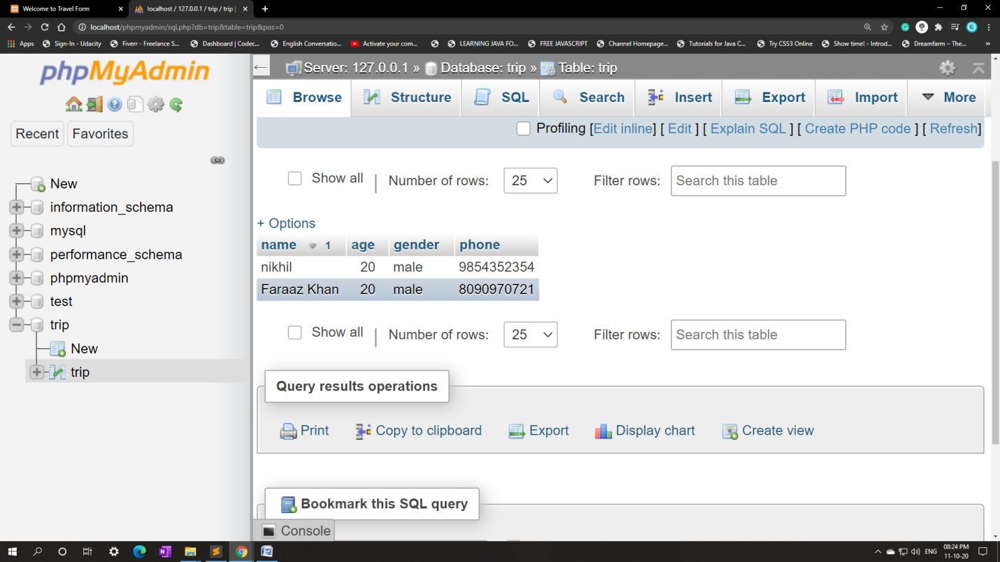 Welcome to Travel Form
localhost / 127.0.0.1 / trip / trip |
localhost/phpmyadmin/sql.php?db=trip&table=trip&pos=0
Apps Sign-In - Udacity Fiverr - Freelance S... Dashboard | Codec... English Conversatio... Activate your com... LEARNING JAVA FO... FREE JAVASCRIPT Channel Homepage... Tutorials for Java C... Try CSS3 Online Show time! - Introd... Dreamfarm – The... »
phpMyAdmin
Recent Favorites
New
information_schema
mysql
performance_schema
phpmyadmin
test
trip
New
trip
Server: 127.0.0.1 » Database: trip » Table: trip
Browse Structure SQL Search Insert Export Import More
Profiling [Edit inline] [ Edit ] [ Explain SQL ] [ Create PHP code ] [ Refresh]
Show all | Number of rows: 25 Filter rows: Search this table
+ Options
name 1 age gender phone
nikhil 20 male 9854352354
Faraaz Khan 20 male 8090970721
Show all | Number of rows: 25 Filter rows: Search this table
Query results operations
Print Copy to clipboard Export Display chart Create view
Bookmark this SQL query
Console
ENG
08:24 PM
11-10-20